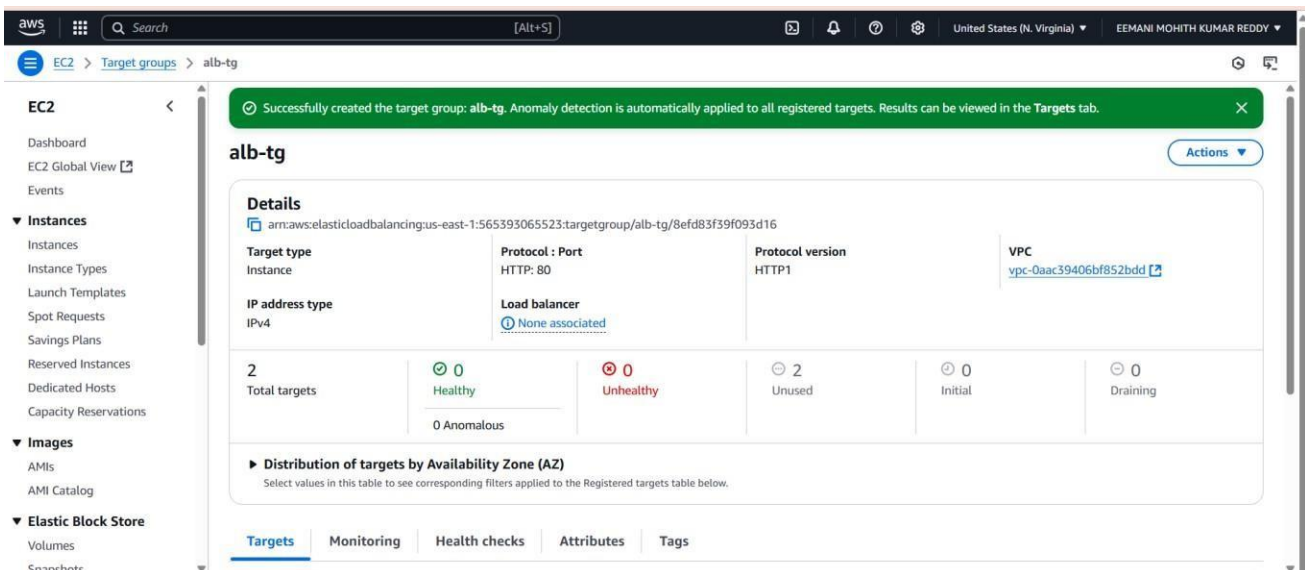 aws
Search
[Alt+S]
United States (N. Virginia)
EEMANI MOHITH KUMAR REDDY
EC2 > Target groups > alb-tg
EC2
Dashboard
EC2 Global View
Events
Instances
Instances
Instance Types
Launch Templates
Spot Requests
Savings Plans
Reserved Instances
Dedicated Hosts
Capacity Reservations
Images
AMIs
AMI Catalog
Elastic Block Store
Volumes
Snapshots
Successfully created the target group: alb-tg. Anomaly detection is automatically applied to all registered targets. Results can be viewed in the Targets tab.
alb-tg
Actions
Details
arn:aws:elasticloadbalancing:us-east-1:565393065523:targetgroup/alb-tg/8efd83f39f093d16
Target type
Instance
Protocol : Port
HTTP: 80
Protocol version
HTTP1
VPC
vpc-0aac39406bf852bdd
IP address type
IPv4
Load balancer
None associated
2
Total targets
0
Healthy
0 Anomalous
0
Unhealthy
2
Unused
0
Initial
0
Draining
Distribution of targets by Availability Zone (AZ)
Select values in this table to see corresponding filters applied to the Registered targets table below.
Targets
Monitoring
Health checks
Attributes
Tags